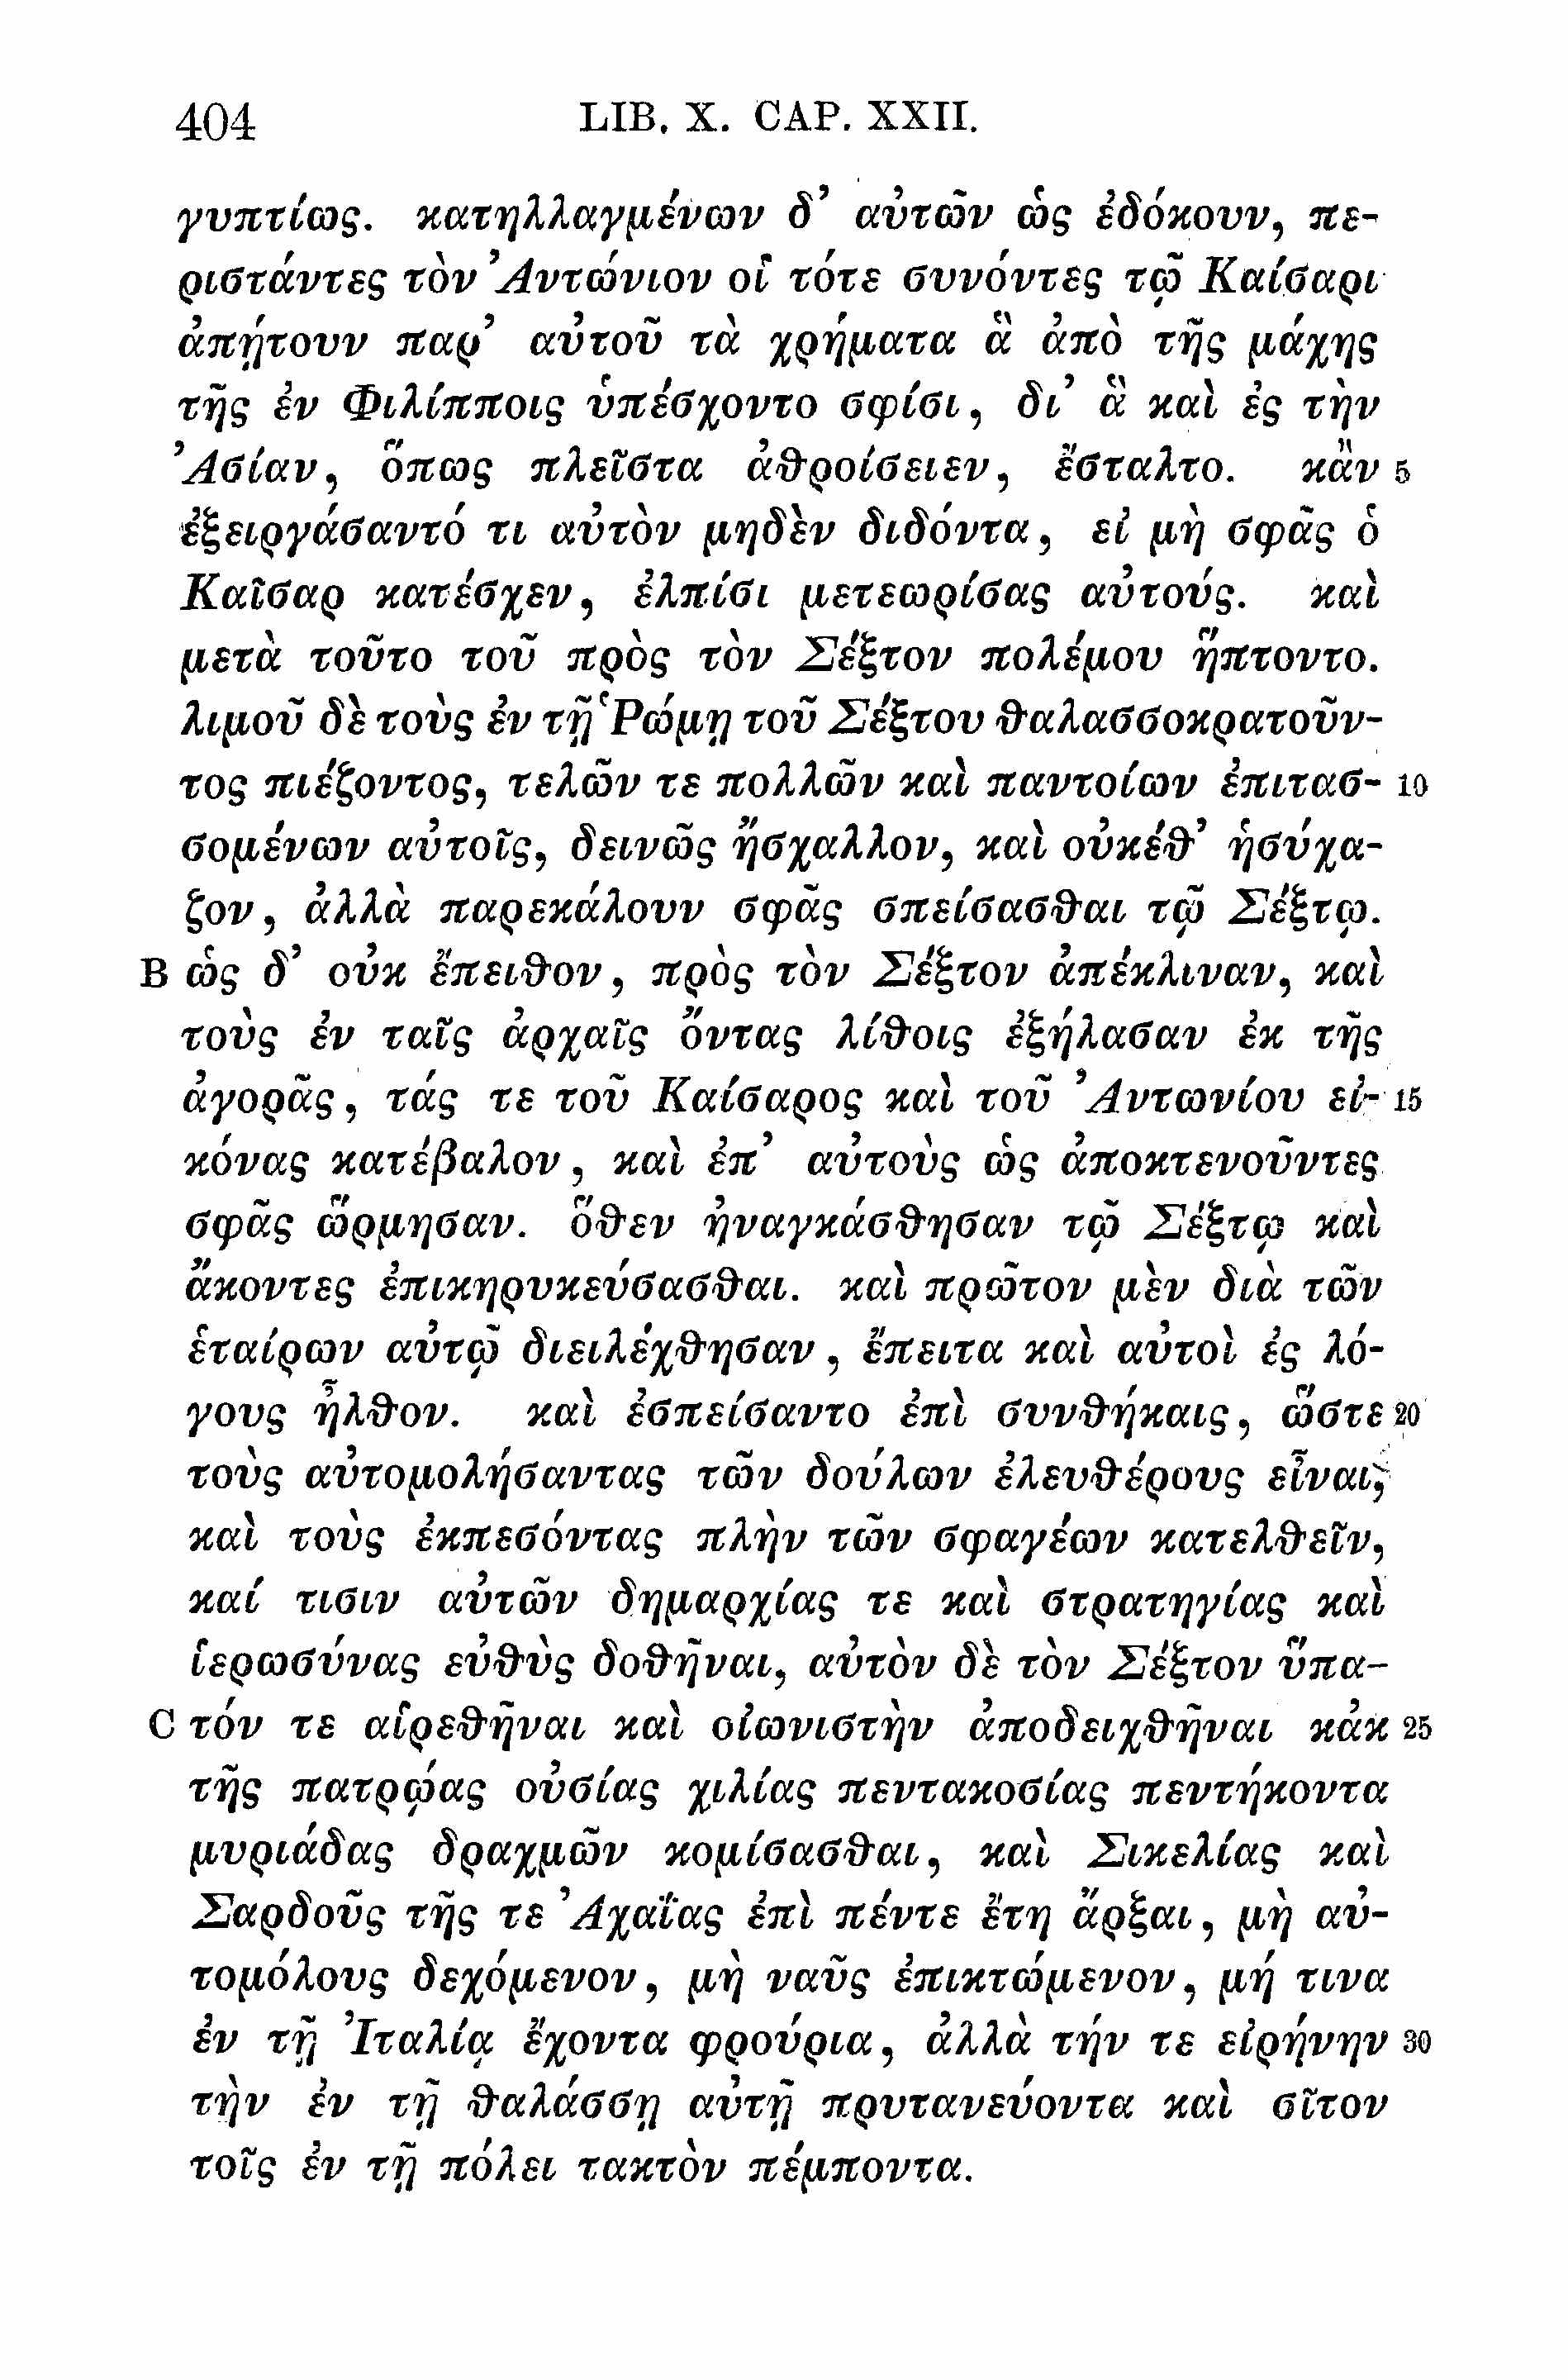 404 LIB. X. CAP. XXII.
γυπτίως. κατηλλαγμένων δ’ αὐτῶν ὡς ἐδόκουν, πε-
ριστάντες τὸν Ἀντώνιον οἱ τότε συνόντες τῷ Καίσαρι
ἀπῄτουν παρ’ αὐτοῦ τὰ χρήματα ἃ ἀπὸ τῆς μάχης
τῆς ἐν Φιλίπποις ὑπέσχοντο σφίσι, δι’ ἃ καὶ ἐς τὴν
Ἀσίαν, ὅπως πλεῖστα ἀθροίσειεν, ἔσταλτο. κἂν 5
ἐξειργάσαντό τι αὐτὸν μηδὲν διδόντα, εἰ μὴ σφᾶς ὁ
Καῖσαρ κατέσχεν, ἐλπίσι μετεωρίσας αὐτούς. καὶ
μετὰ τοῦτο τοῦ πρὸς τὸν Σέξτον πολέμου ἥπτοντο.
λιμοῦ δὲ τοὺς ἐν τῇ Ῥώμῃ τοῦ Σέξτου θαλασσοκρατοῦν-
τος πιέζοντος, τελῶν τε πολλῶν καὶ παντοίων ἐπιτασ- 10
σομένων αὐτοῖς, δεινῶς ἤσχαλλον, καὶ οὐκέθ’ ἡσύχα-
ζον, ἀλλὰ παρεκάλουν σφᾶς σπείσασθαι τῷ Σέξτῳ.
B ὡς δ’ οὐκ ἔπειθον, πρὸς τὸν Σέξτον ἀπέκλιναν, καὶ
τοὺς ἐν ταῖς ἀρχαῖς ὄντας λίθοις ἐξήλασαν ἐκ τῆς
ἀγορᾶς, τάς τε τοῦ Καίσαρος καὶ τοῦ Ἀντωνίου εἰ- 15
κόνας κατέβαλον, καὶ ἐπ’ αὐτοὺς ὡς ἀποκτενοῦντες
σφᾶς ὥρμησαν. ὅθεν ἠναγκάσθησαν τῷ Σέξτῳ καὶ
ἄκοντες ἐπικηρυκεύσασθαι. καὶ πρῶτον μὲν διὰ τῶν
ἑταίρων αὐτῷ διειλέχθησαν, ἔπειτα καὶ αὐτοὶ ἐς λό-
γους ἦλθον. καὶ ἐσπείσαντο ἐπὶ συνθήκαις, ὥστε 20
τοὺς αὐτομολήσαντας τῶν δούλων ἐλευθέρους εἶναι,
καὶ τοὺς ἐκπεσόντας πλὴν τῶν σφαγέων κατελθεῖν,
καί τισιν αὐτῶν δημαρχίας τε καὶ στρατηγίας καὶ
ἱερωσύνας εὐθὺς δοθῆναι, αὐτὸν δὲ τὸν Σέξτον ὕπα-
C τόν τε αἱρεθῆναι καὶ οἰωνιστὴν ἀποδειχθῆναι κἀκ 25
τῆς πατρῴας οὐσίας χιλίας πεντακοσίας πεντήκοντα
μυριάδας δραχμῶν κομίσασθαι, καὶ Σικελίας καὶ
Σαρδοῦς τῆς τε Ἀχαΐας ἐπὶ πέντε ἔτη ἄρξαι, μὴ αὐ-
τομόλους δεχόμενον, μὴ ναῦς ἐπικτώμενον, μή τινα
ἐν τῇ Ἰταλίᾳ ἔχοντα φρούρια, ἀλλὰ τήν τε εἰρήνην 30
τὴν ἐν τῇ θαλάσσῃ αὐτῇ πρυτανεύοντα καὶ σῖτον
τοῖς ἐν τῇ πόλει τακτὸν πέμποντα.